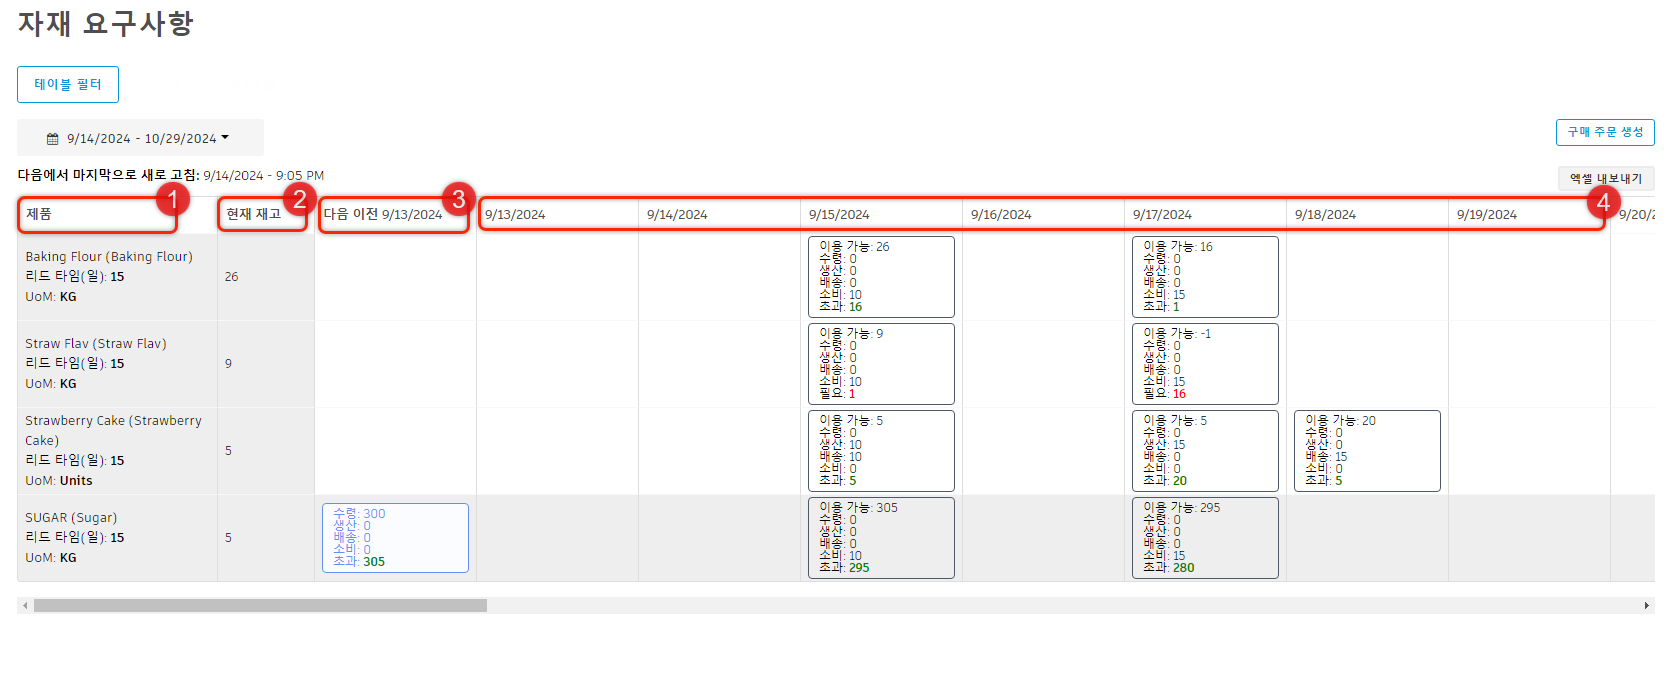 자재 요구사항
테이블 필터
9/14/2024 - 10/29/2024
구매 주문 생성
다음에서 마지막으로 새로 고침: 9/14/2024 - 9:05 PM
엑셀 내보내기
1
2
3
4
제품
현재 재고
다음 이전 9/13/2024
9/13/2024
9/14/2024
9/15/2024
9/16/2024
9/17/2024
9/18/2024
9/19/2024
9/20/2
Baking Flour (Baking Flour)
리드 타임(일): 15
UoM: KG
26
이용 가능: 26
수령: 0
생산: 0
배송: 0
소비: 10
초과: 16
이용 가능: 16
수령: 0
생산: 0
배송: 0
소비: 15
초과: 1
Straw Flav (Straw Flav)
리드 타임(일): 15
UoM: KG
9
이용 가능: 9
수령: 0
생산: 0
배송: 0
소비: 10
필요: 1
이용 가능: -1
수령: 0
생산: 0
배송: 0
소비: 15
필요: 16
Strawberry Cake (Strawberry
Cake)
리드 타임(일): 15
UoM: Units
5
이용 가능: 5
수령: 0
생산: 10
배송: 10
소비: 0
초과: 5
이용 가능: 5
수령: 0
생산: 15
배송: 0
소비: 0
초과: 20
이용 가능: 20
수령: 0
생산: 0
배송: 15
소비: 0
초과: 5
SUGAR (Sugar)
리드 타임(일): 15
UoM: KG
5
수령: 300
생산: 0
배송: 0
소비: 0
초과: 305
이용 가능: 305
수령: 0
생산: 0
배송: 0
소비: 10
초과: 295
이용 가능: 295
수령: 0
생산: 0
배송: 0
소비: 15
초과: 280